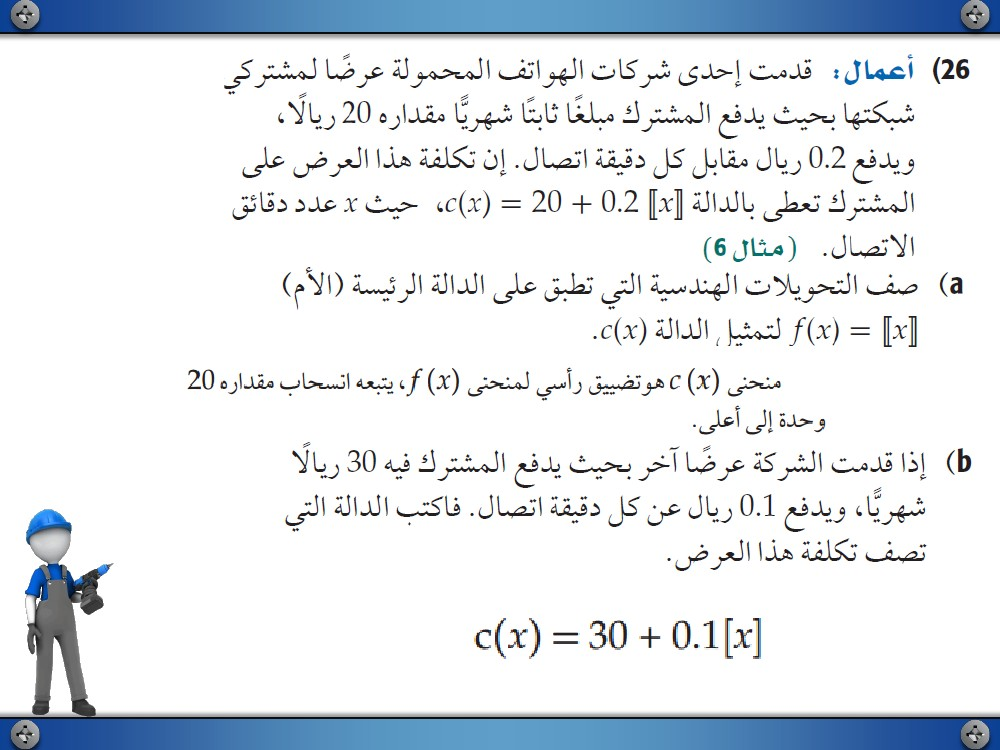 26) أعمال: قدمت إحدى شركات الهواتف المحمولة عرضًا لمشتركي
شبكتها بحيث يدفع المشترك مبلغًا ثابتًا شهريًّا مقداره 20 ريالًا،
ويدفع 0.2 ريال مقابل كل دقيقة اتصال. إن تكلفة هذا العرض على
المشترك تعطى بالدالة c(x) = 20 + 0.2 ⟦x⟧، حيث x عدد دقائق
الاتصال. (مثال 6)
a) صف التحويلات الهندسية التي تطبق على الدالة الرئيسة (الأم)
f(x) = ⟦x⟧ لتمثيل الدالة c(x).
منحنى c (x) هو تضييق رأسي لمنحنى f (x)، يتبعه انسحاب مقداره 20
وحدة إلى أعلى.
b) إذا قدمت الشركة عرضًا آخر بحيث يدفع المشترك فيه 30 ريالًا
شهريًّا، ويدفع 0.1 ريال عن كل دقيقة اتصال. فاكتب الدالة التي
تصف تكلفة هذا العرض.
c(x) = 30 + 0.1[x]